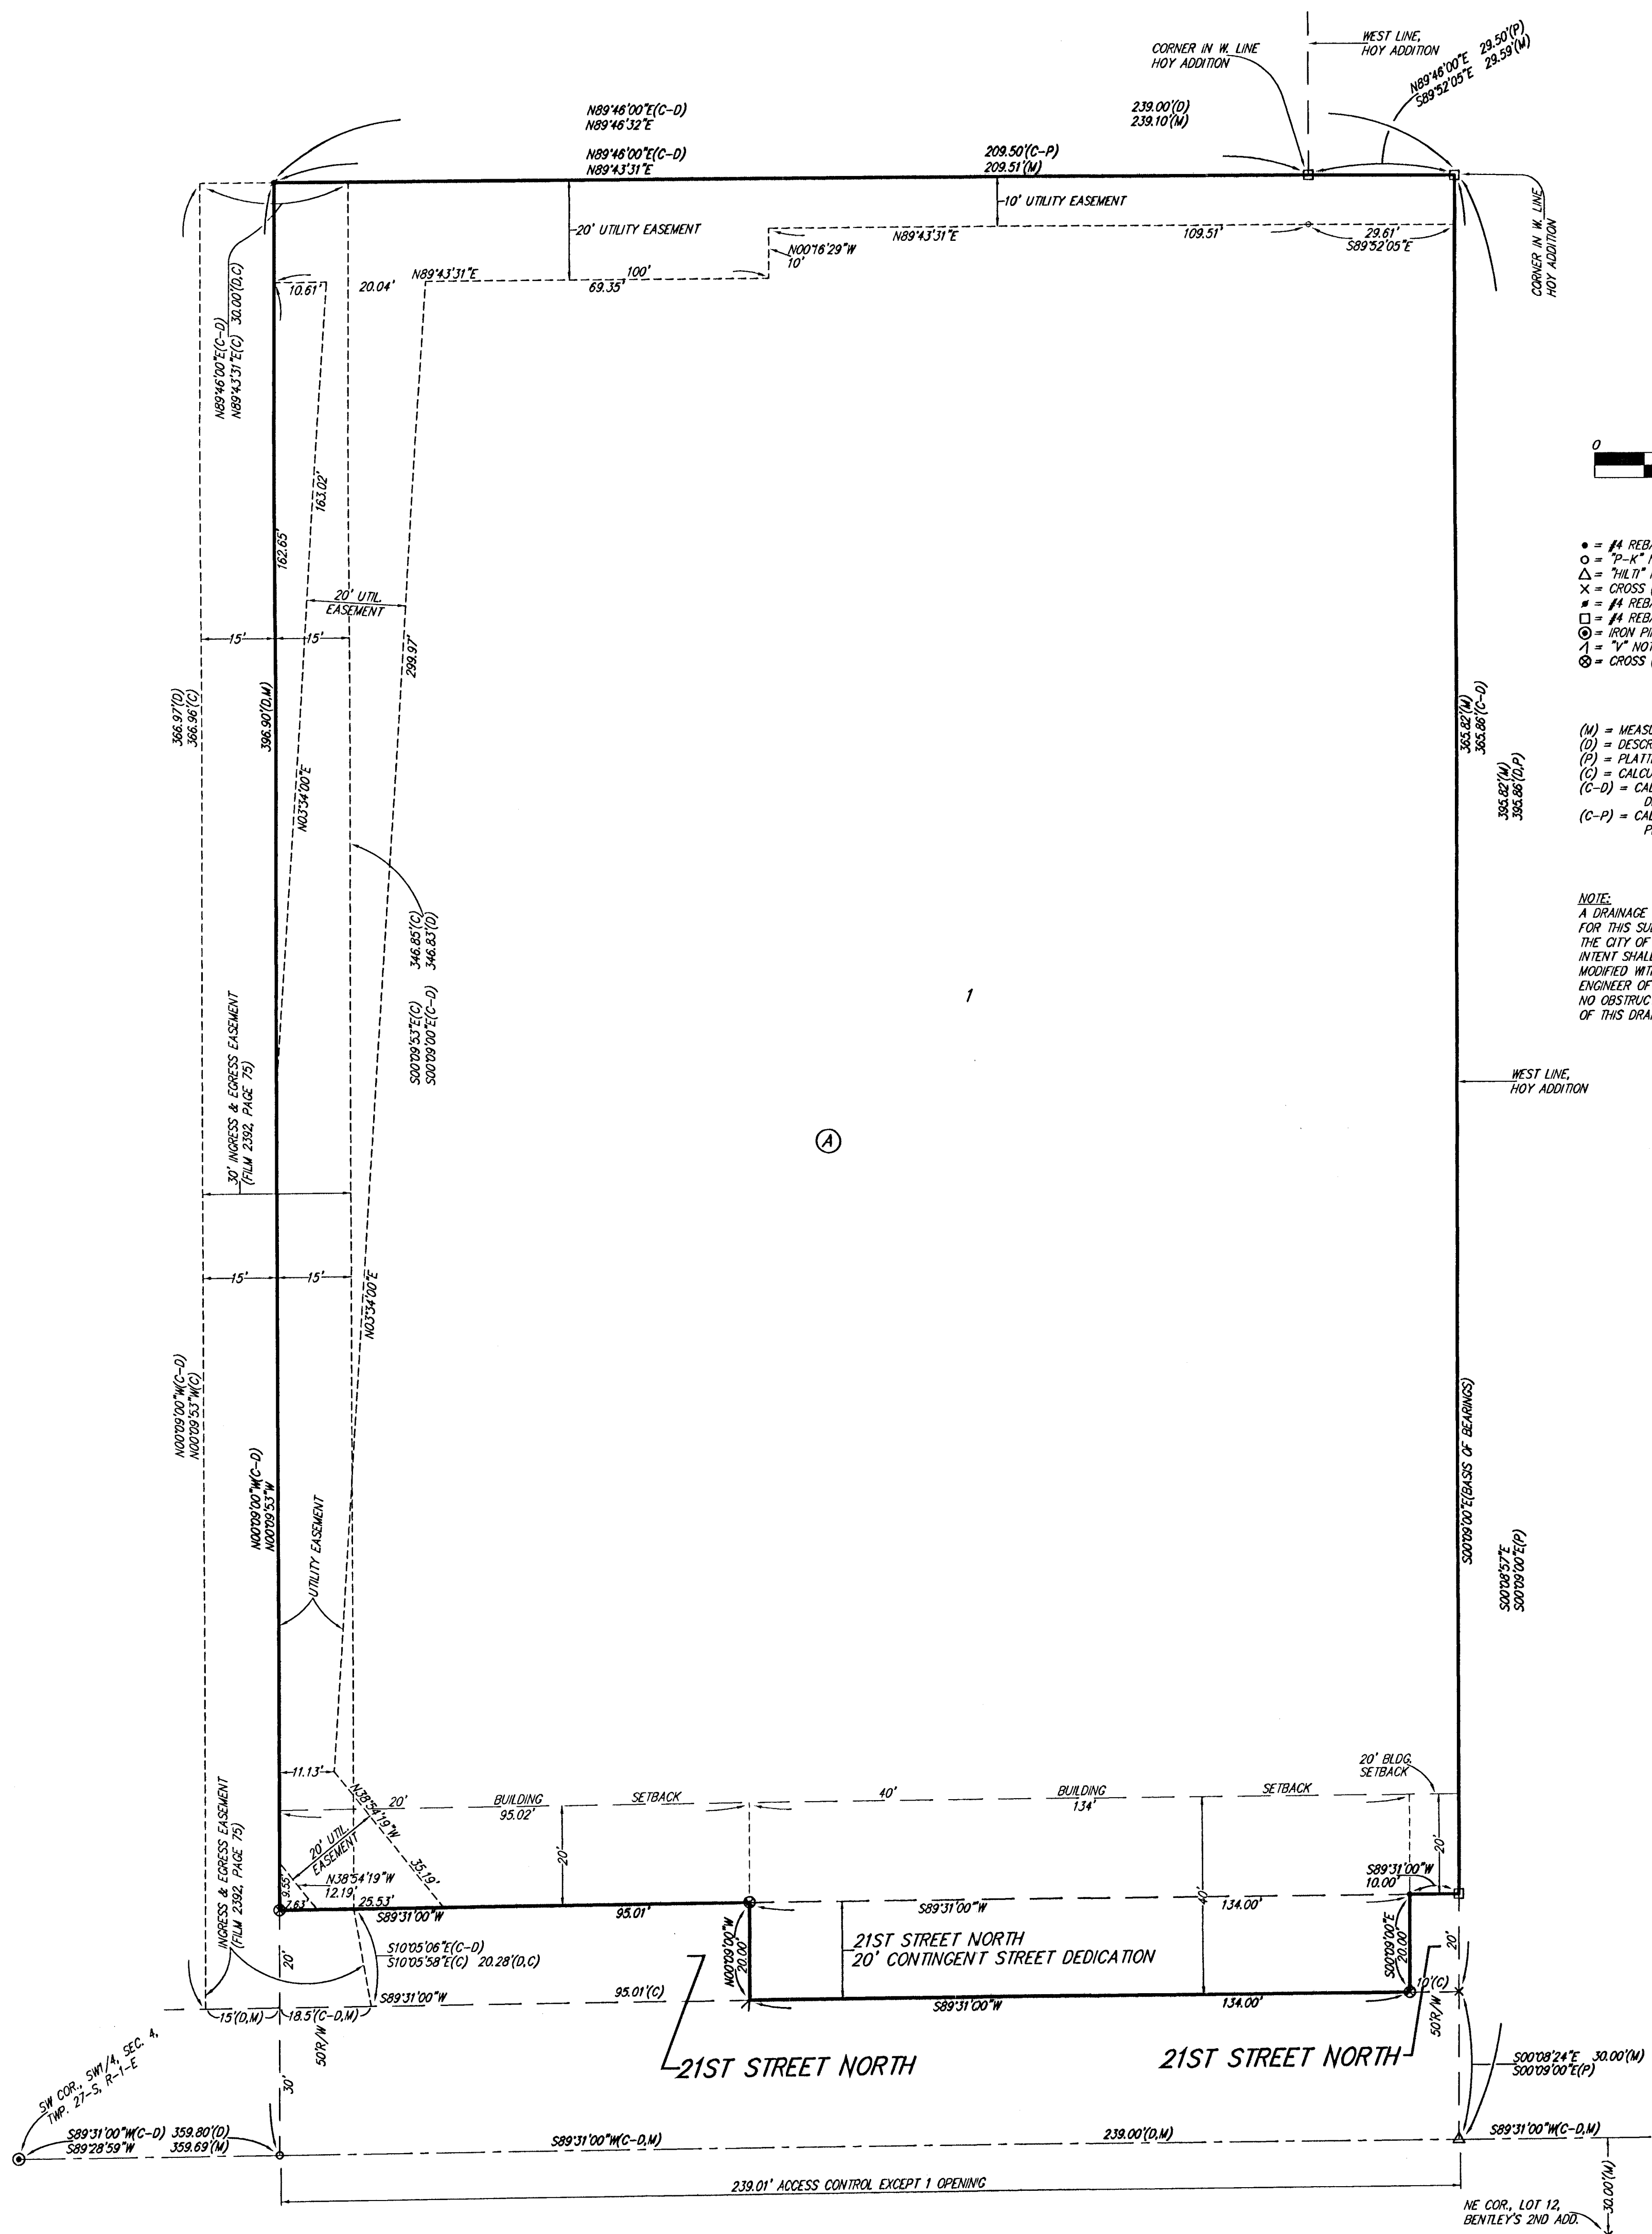 WEST LINE,
HOY ADDITION
CORNER IN W. LINE
HOY ADDITION
N89°46'00"E 29.50'(P)
S89°52'05"E 29.59'(M)
N89°46'00"E(C-D)
N89°46'32"E
239.00'(D)
239.10'(M)
N89°46'00"E(C-D)
N89°43'31"E
209.50'(C-P)
209.51'(M)
20' UTILITY EASEMENT
10' UTILITY EASEMENT
N89°43'31"E
109.51'
29.61'
S89°52'05"E
N00°16'29"W
10'
N89°43'31"E
100'
10.61'
20.04'
69.35'
CORNER IN W. LINE
HOY ADDITION
N89°46'00"E(C-D)
N89°43'31"E(C) 30.00'(D,C)
0
163.02'
162.65'
20' UTIL.
EASEMENT
15'
15'
299.97'
366.97'(D)
366.96'(C)
396.90'(D,M)
N03°34'00"E
365.82'(M)
365.86'(C-D)
395.82'(M)
395.86'(D,P)
• = #4 REB
○ = "P-K"
△ = "HILTI"
X = CROSS
= #4 REB
□ = #4 REB
= IRON PI
= "V" NO
⊗ = CROSS
(M) = MEASU
(D) = DESCR
(P) = PLATT
(C) = CALCU
(C-D) = CAL
D
(C-P) = CAL
P
NOTE:
A DRAINAGE
FOR THIS SU
THE CITY OF
INTENT SHALL
MODIFIED WIT
ENGINEER OF
NO OBSTRUC
OF THIS DRA
S00°09'53"E(C) 346.85'(C)
S00°09'00"E(C-D) 346.83'(D)
1
30' INGRESS & EGRESS EASEMENT
(FILM 2392, PAGE 75)
WEST LINE,
HOY ADDITION
A
15'
15'
N03°34'00"E
N00°09'00"W(C-D)
N00°09'53"W(C)
N00°09'00"W(C-D)
N00°09'53"W
S00°09'00"E(BASIS OF BEARINGS)
S00°08'57"E
S00°09'00"E(P)
UTILITY EASEMENT
11.13'
20' BLDG.
SETBACK
20'
BUILDING
SETBACK
95.02'
40'
BUILDING
SETBACK
134'
N38°54'19"W
35.19'
20' UTIL.
EASEMENT
20'
20'
40'
9.55'
N38°54'19"W
12.19'
7.63'
25.53'
S89°31'00"W
95.01'
S89°31'00"W
134.00'
S89°31'00"W
10.00'
INGRESS & EGRESS EASEMENT
(FILM 2392, PAGE 75)
S10°05'06"E(C-D)
S10°05'58"E(C) 20.28'(D,C)
20'
N00°09'00"W
20.00'
21ST STREET NORTH
20' CONTINGENT STREET DEDICATION
S00°09'00"E
20.00'
20'
10'(C)
S89°31'00"W
95.01'(C)
S89°31'00"W
134.00'
15'(D,M)
18.5'(C-D,M)
50'R/W
50'R/W
21ST STREET NORTH
21ST STREET NORTH
S00°08'24"E 30.00'(M)
S00°09'00"E(P)
SW COR., SW1/4, SEC. 4,
TWP. 27-S, R-1-E
30'
S89°31'00"W(C-D) 359.80'(D)
S89°28'59"W 359.69'(M)
S89°31'00"W(C-D,M)
239.00'(D,M)
S89°31'00"W(C-D,M)
239.01' ACCESS CONTROL EXCEPT 1 OPENING
30.00'(M)
NE COR., LOT 12,
BENTLEY'S 2ND ADD.